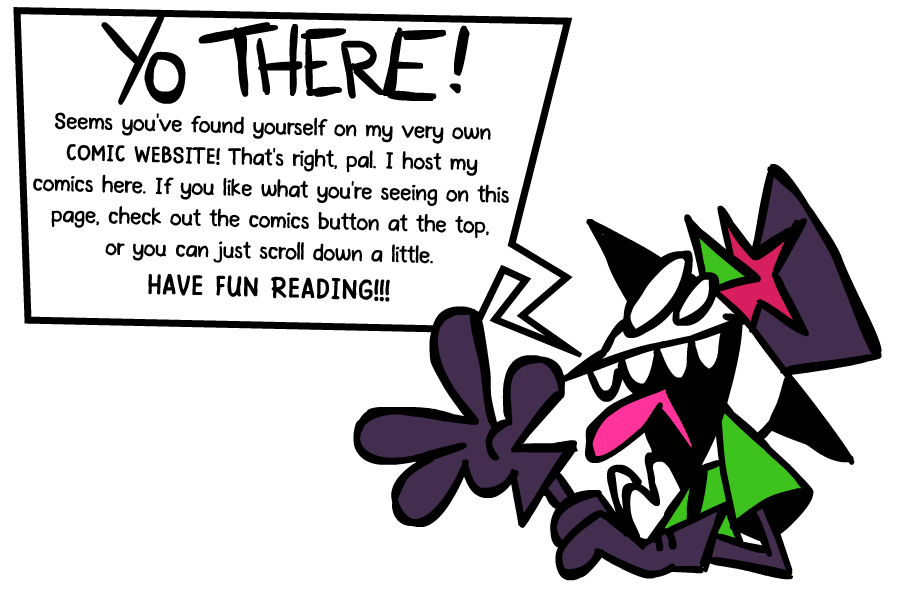 YO THERE!
Seems you've found yourself on my very own
COMIC WEBSITE! That's right, pal. I host my
comics here. If you like what you're seeing on this
page, check out the comics button at the top,
or you can just scroll down a little.
HAVE FUN READING!!!